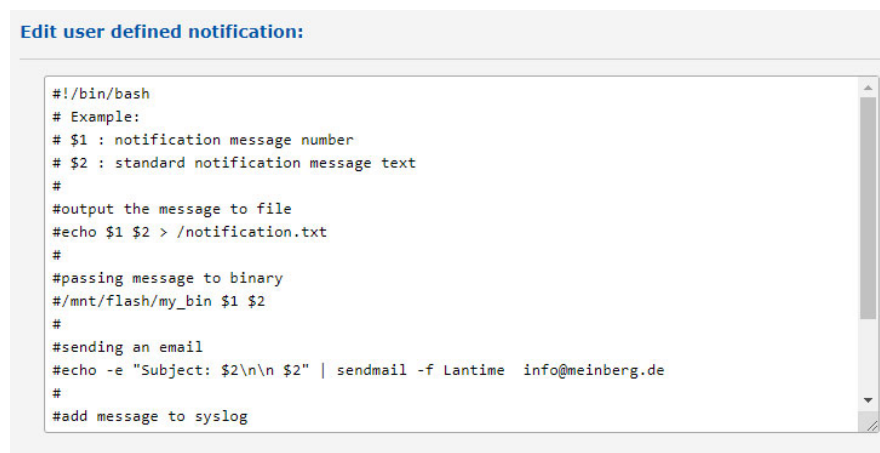 Edit user defined notification:
#!/bin/bash
# Example:
# $1 : notification message number
# $2 : standard notification message text
#
#output the message to file
#echo $1 $2 > /notification.txt
#
#passing message to binary
#/mnt/flash/my_bin $1 $2
#
#sending an email
#echo -e "Subject: $2\n\n $2" | sendmail -f Lantime  info@meinberg.de
#
#add message to syslog